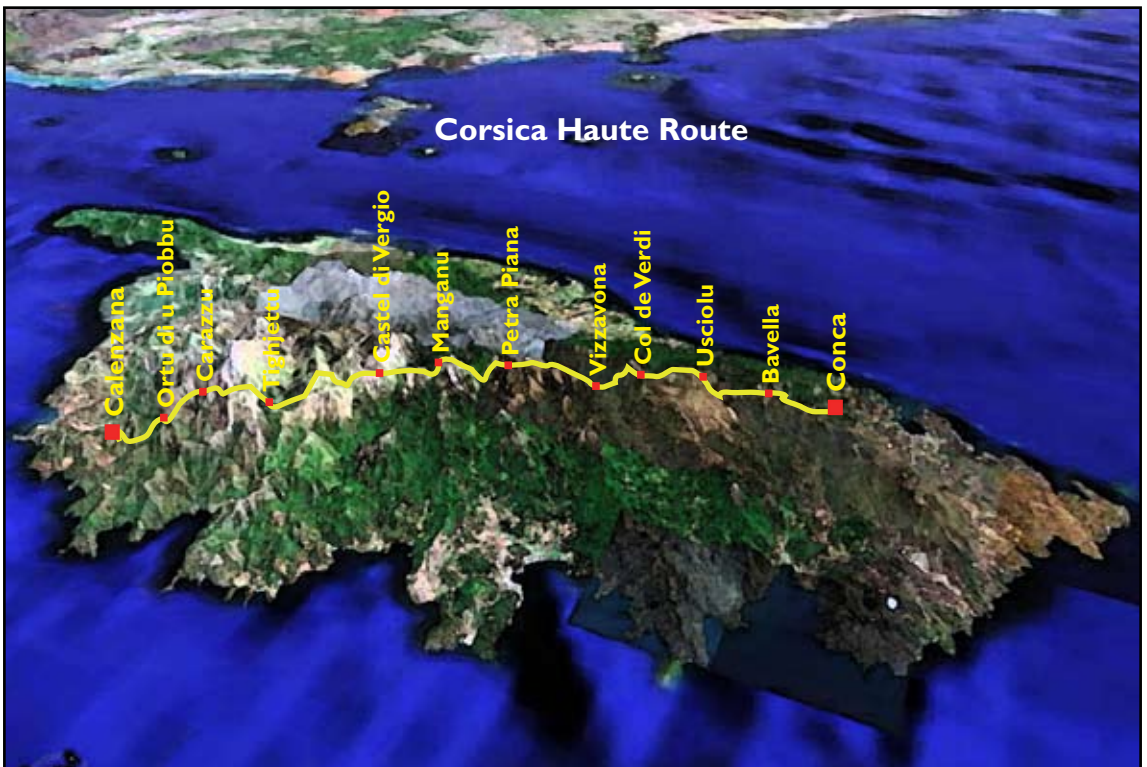 Corsica Haute Route
Calenzana
Ortu di u Piobbu
Carazzu
Tighjettu
Castel di Vergio
Manganu
Petra Piana
Vizzavona
Col de Verdi
Usciolu
Bavella
Conca